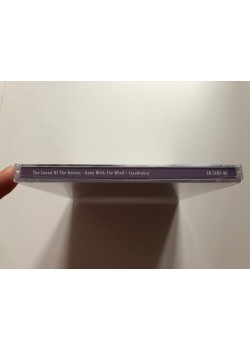 The Sound Of The Movies : Gone With The Wind : Casablanca